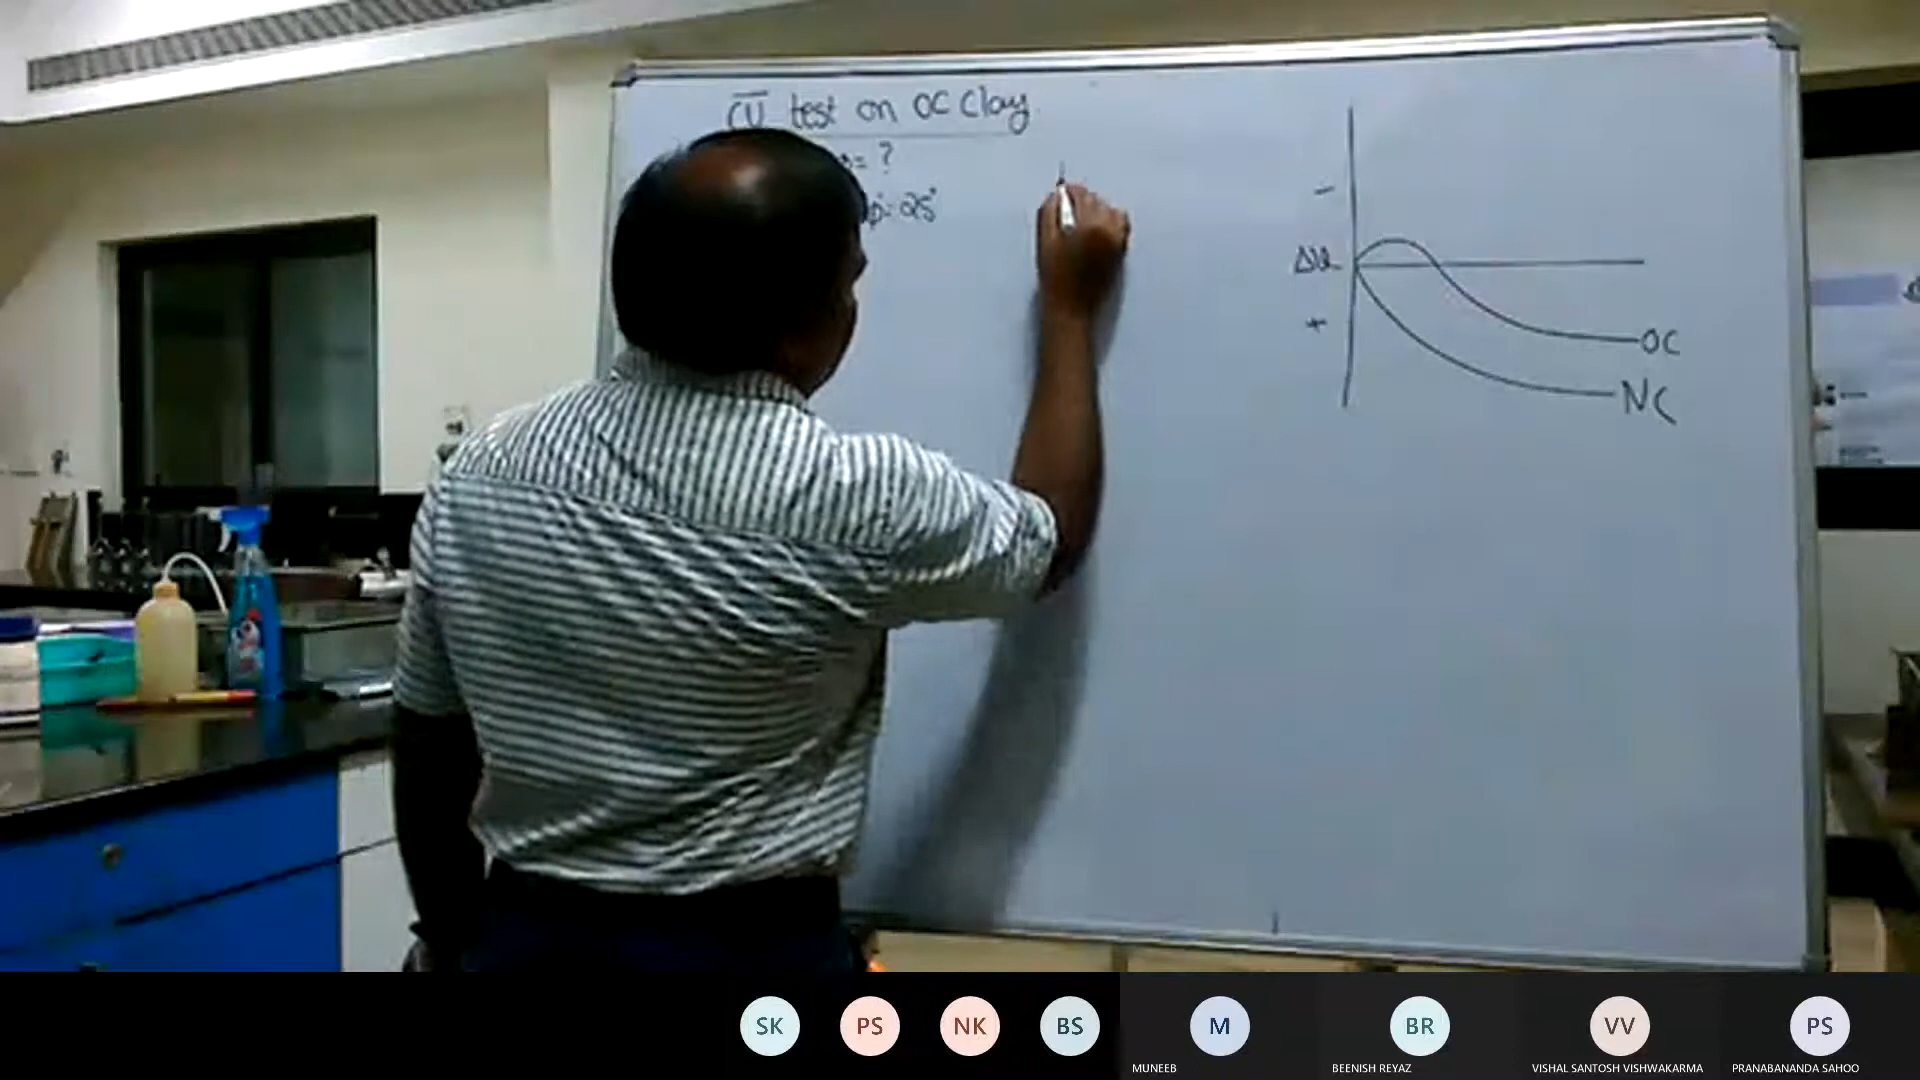 C̅U̅ test on OC Clay
= ?
φ' = 25°
-
Δu
+
OC
NC
SK
PS
NK
BS
M
BR
VV
PS
MUNEEB
BEENISH REYAZ
VISHAL SANTOSH VISHWAKARMA
PRANABANANDA SAHOO